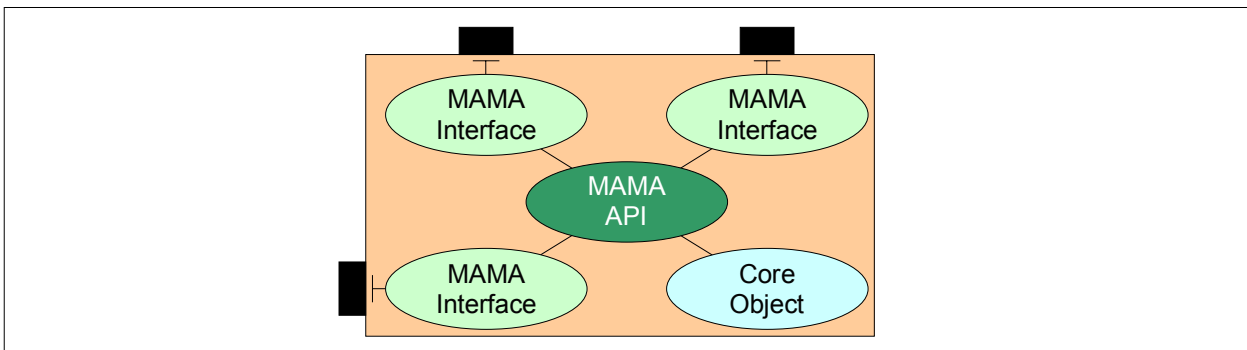 MAMA
Interface
MAMA
Interface
MAMA
API
MAMA
Interface
Core
Object